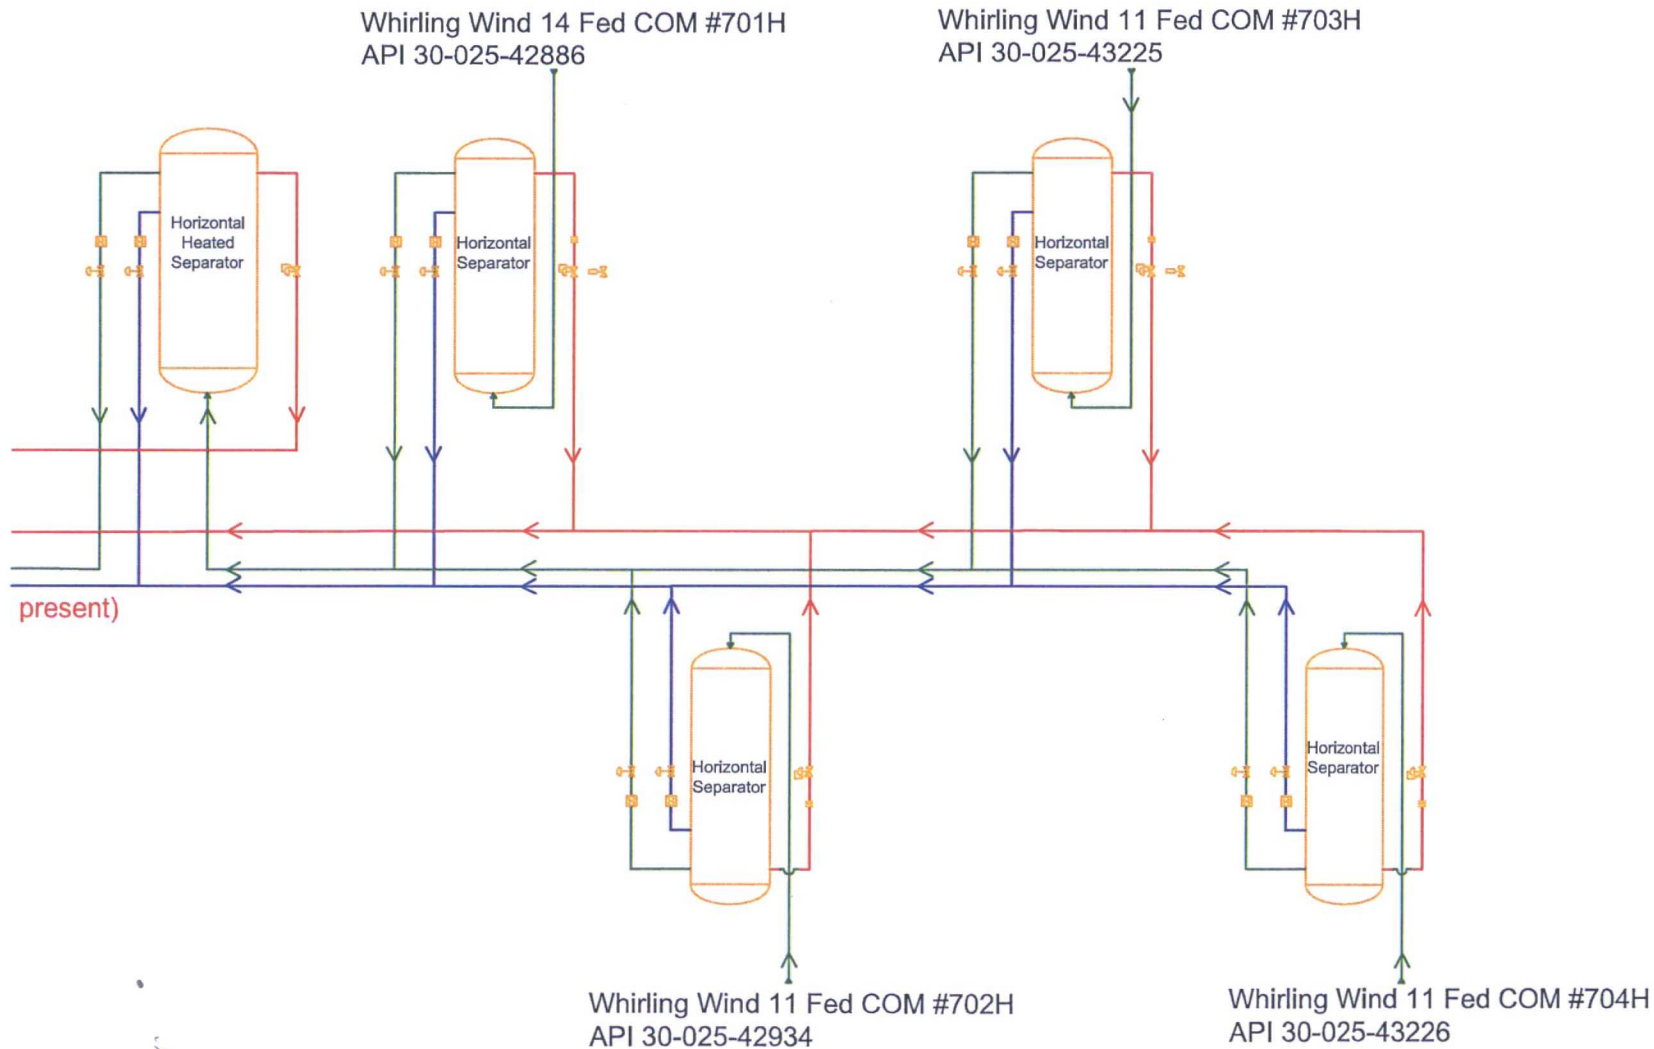 Whirling Wind 14 Fed COM #701H
API 30-025-42886
Whirling Wind 11 Fed COM #703H
API 30-025-43225
Horizontal
Heated
Separator
Horizontal
Separator
Horizontal
Separator
present)
Horizontal
Separator
Horizontal
Separator
Whirling Wind 11 Fed COM #702H
API 30-025-42934
Whirling Wind 11 Fed COM #704H
API 30-025-43226